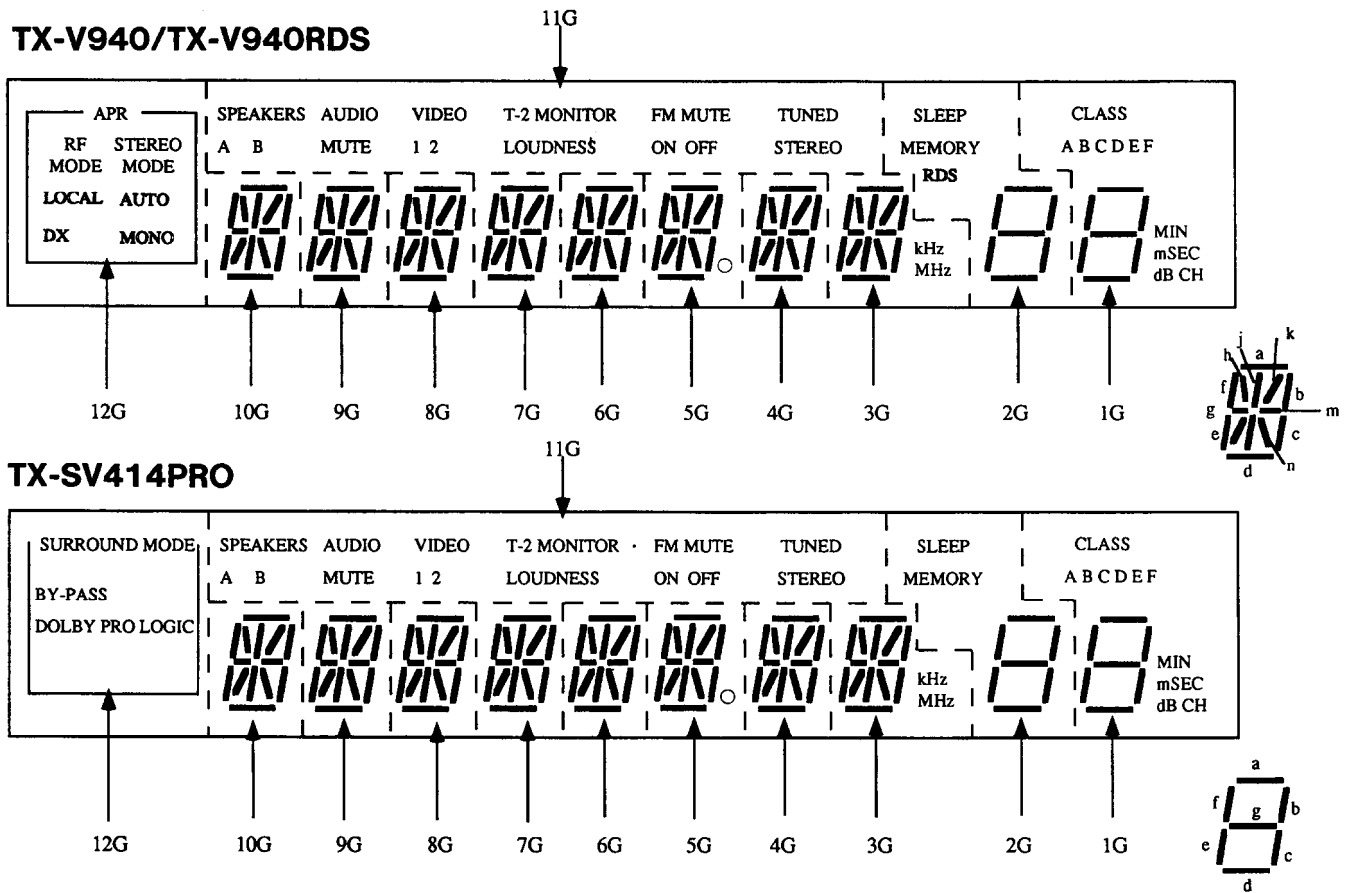 11G
TX-V940/TX-V940RDS
APR SPEAKERS AUDIO VIDEO T-2 MONITOR FM MUTE TUNED SLEEP CLASS
RF STEREO A B MUTE 1 2 LOUDNESS ON OFF STEREO MEMORY A B C D E F
MODE MODE RDS
LOCAL AUTO
DX MONO MIN
kHz mSEC
MHz dB CH
12G 10G 9G 8G 7G 6G 5G 4G 3G 2G 1G
j a k
h
f b
g m
e c
d n
11G
TX-SV414PRO
SURROUND MODE SPEAKERS AUDIO VIDEO T-2 MONITOR · FM MUTE TUNED SLEEP CLASS
A B MUTE 1 2 LOUDNESS ON OFF STEREO MEMORY A B C D E F
BY-PASS
DOLBY PRO LOGIC
MIN
kHz mSEC
MHz dB CH
12G 10G 9G 8G 7G 6G 5G 4G 3G 2G 1G
a
f g b
e c
d